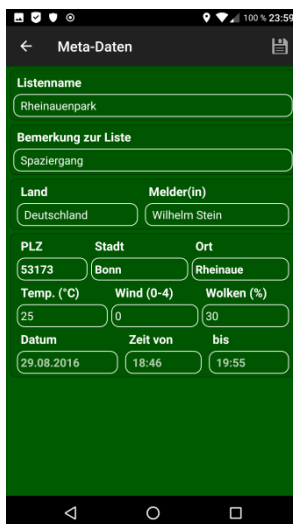 100 % 23:59
Meta-Daten
Listenname
Rheinauenpark
Bemerkung zur Liste
Spaziergang
Land Melder(in)
Deutschland Wilhelm Stein
PLZ Stadt Ort
53173 Bonn Rheinaue
Temp. (°C) Wind (0-4) Wolken (%)
25 0 30
Datum Zeit von bis
29.08.2016 18:46 19:55